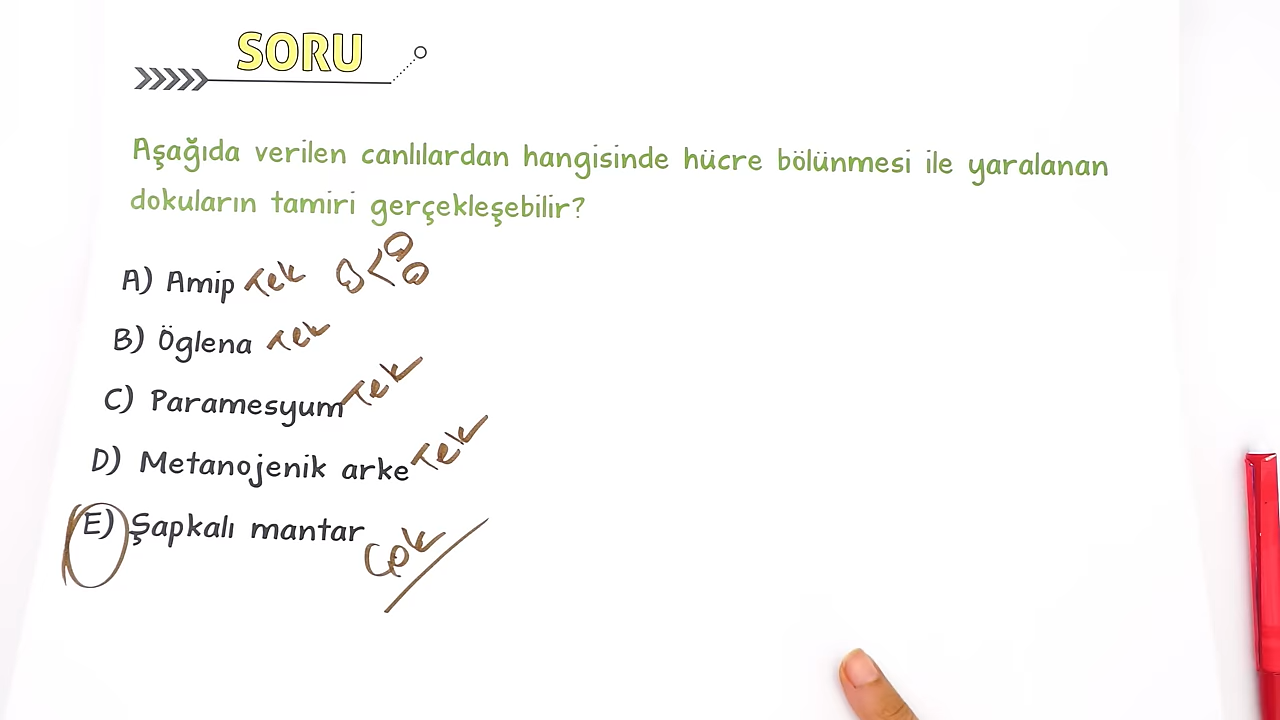 SORU
Aşağıda verilen canlılardan hangisinde hücre bölünmesi ile yaralanan
dokuların tamiri gerçekleşebilir?
A) Amip Tek
B) Öglena Tek
C) Paramesyum Tek
D) Metanojenik arke Tek
E) Şapkalı mantar Çok